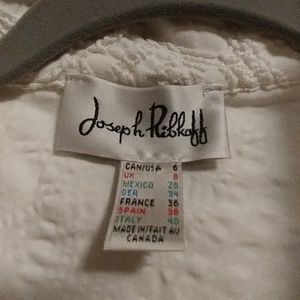 Joseph Ribkoff
CAN/USA 6
UK 8
MEXICO 26
GER 34
FRANCE 36
SPAIN 36
ITALY 40
MADE IN/FAIT AU
CANADA